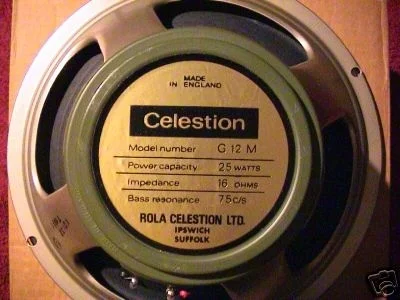 MADE
IN ENGLAND
Celestion
Model number G 12 M
Power capacity 25 WATTS
Impedance 16 OHMS
Bass resonance 75 C/S
ROLA CELESTION LTD.
IPSWICH
SUFFOLK